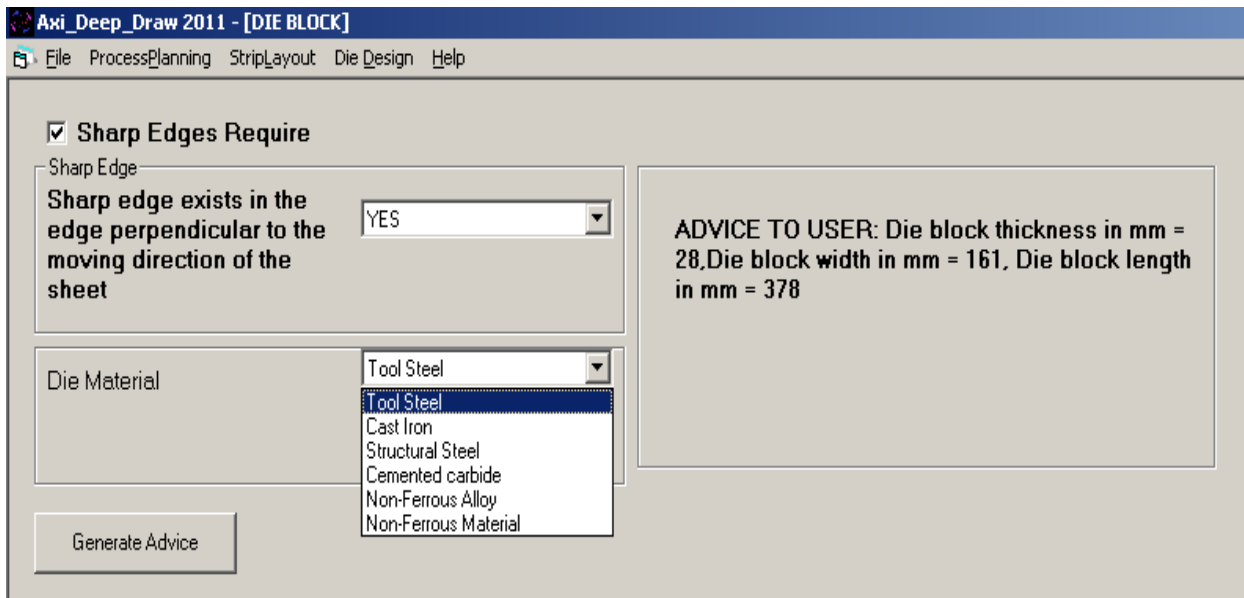 Axi_Deep_Draw 2011 - [DIE BLOCK]
File ProcessPlanning StripLayout Die Design Help
Sharp Edges Require
Sharp Edge
Sharp edge exists in the
edge perpendicular to the
moving direction of the
sheet
YES
ADVICE TO USER: Die block thickness in mm =
28,Die block width in mm = 161, Die block length
in mm = 378
Die Material
Tool Steel
Tool Steel
Cast Iron
Structural Steel
Cemented carbide
Non-Ferrous Alloy
Non-Ferrous Material
Generate Advice